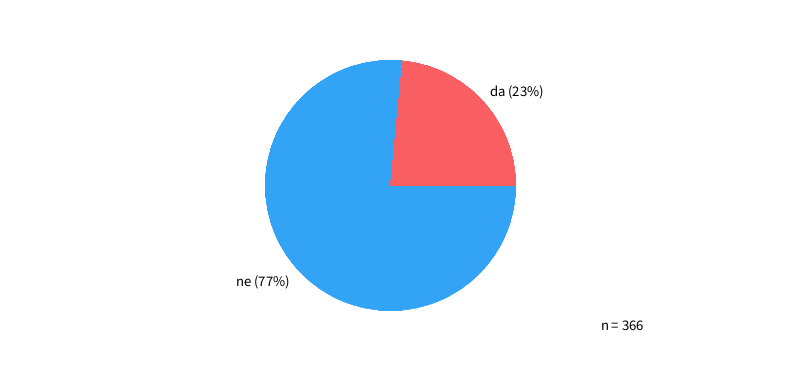 da (23%)
ne (77%)
n = 366